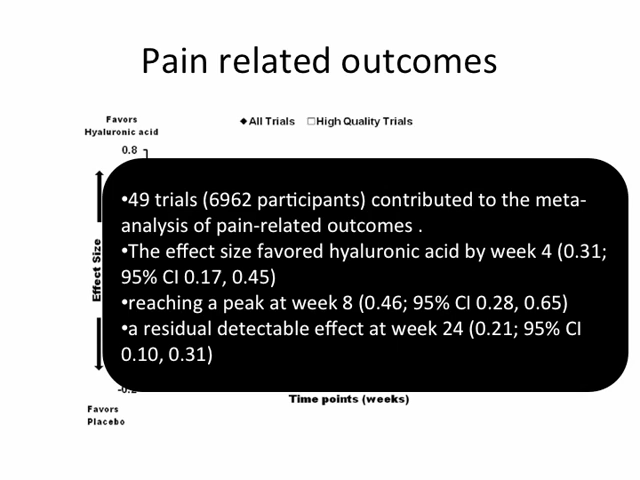 Pain related outcomes
Favors
Hyaluronic acid
◆All Trials □High Quality Trials
0.8
Effect Size
•49 trials (6962 participants) contributed to the meta-
analysis of pain-related outcomes .
•The effect size favored hyaluronic acid by week 4 (0.31;
95% CI 0.17, 0.45)
•reaching a peak at week 8 (0.46; 95% CI 0.28, 0.65)
•a residual detectable effect at week 24 (0.21; 95% CI
0.10, 0.31)
Time points (weeks)
Favors
Placebo